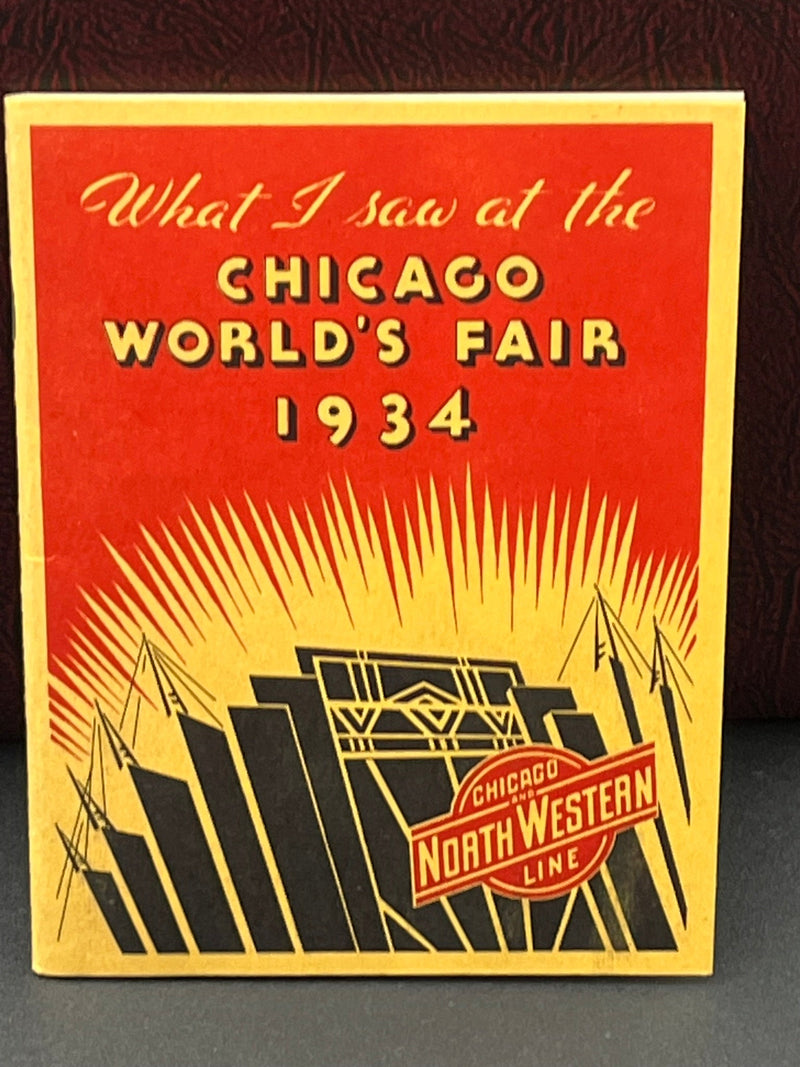 What I saw at the
CHICAGO
WORLD'S FAIR
1934
CHICAGO
AND
NORTH WESTERN
LINE